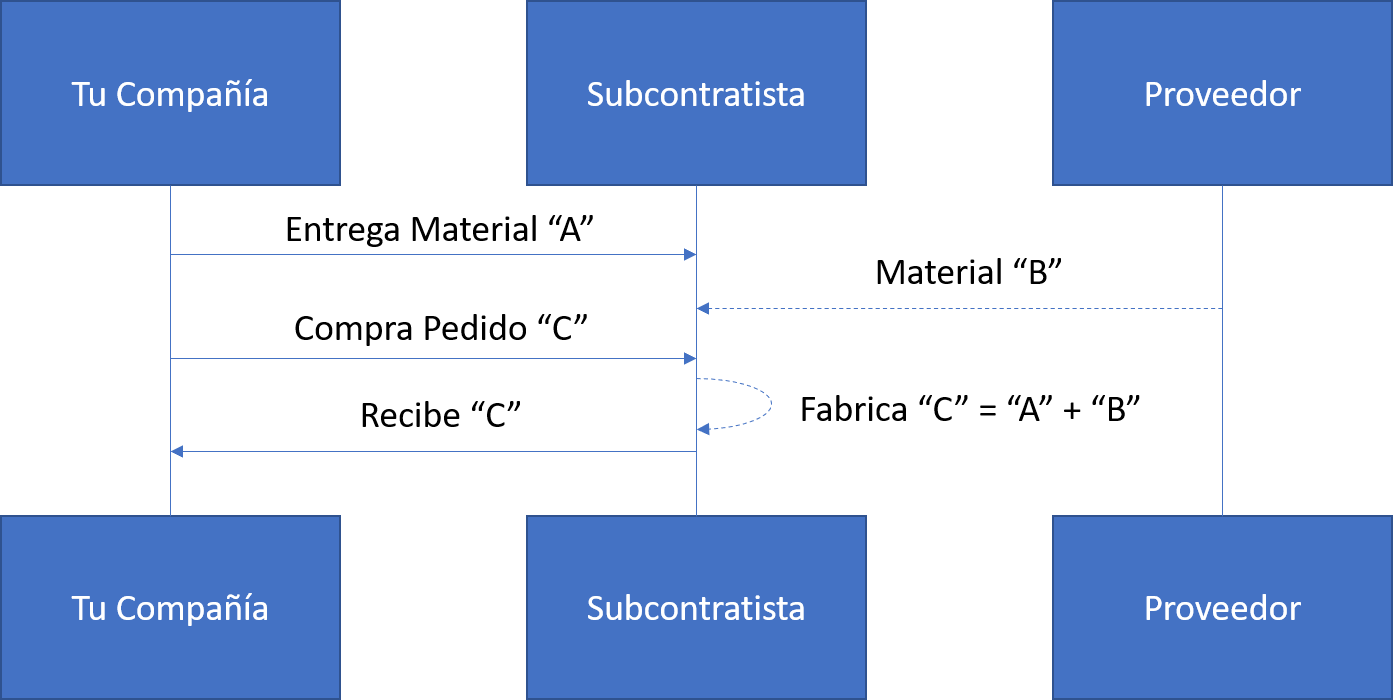 Tu Compañía
Subcontratista
Proveedor
Entrega Material “A”
Material “B”
Compra Pedido “C”
Fabrica “C” = “A” + “B”
Recibe “C”
Tu Compañía
Subcontratista
Proveedor